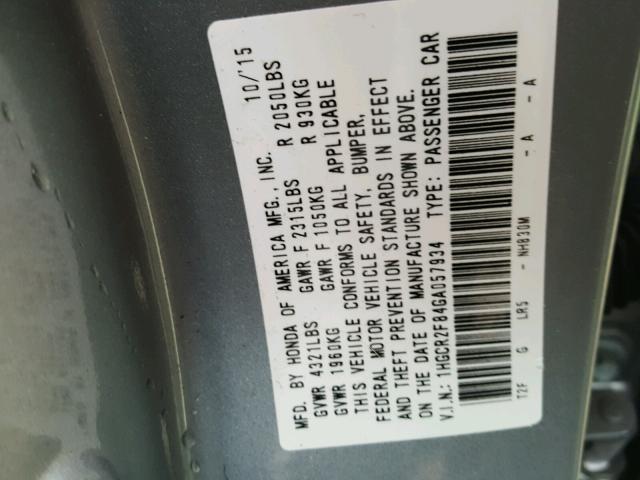 MFD. BY HONDA OF AMERICA MFG., INC. 10/'15
GVWR 4321LBS GAWR F 2315LBS R 2050LBS
GVWR 1960KG GAWR F 1050KG R 930KG
THIS VEHICLE CONFORMS TO ALL APPLICABLE
FEDERAL MOTOR VEHICLE SAFETY, BUMPER,
AND THEFT PREVENTION STANDARDS IN EFFECT
ON THE DATE OF MANUFACTURE SHOWN ABOVE.
V.I.N.: 1HGCR2F84GA057934 TYPE: PASSENGER CAR
T2F G LR5 - NH830M - A - A